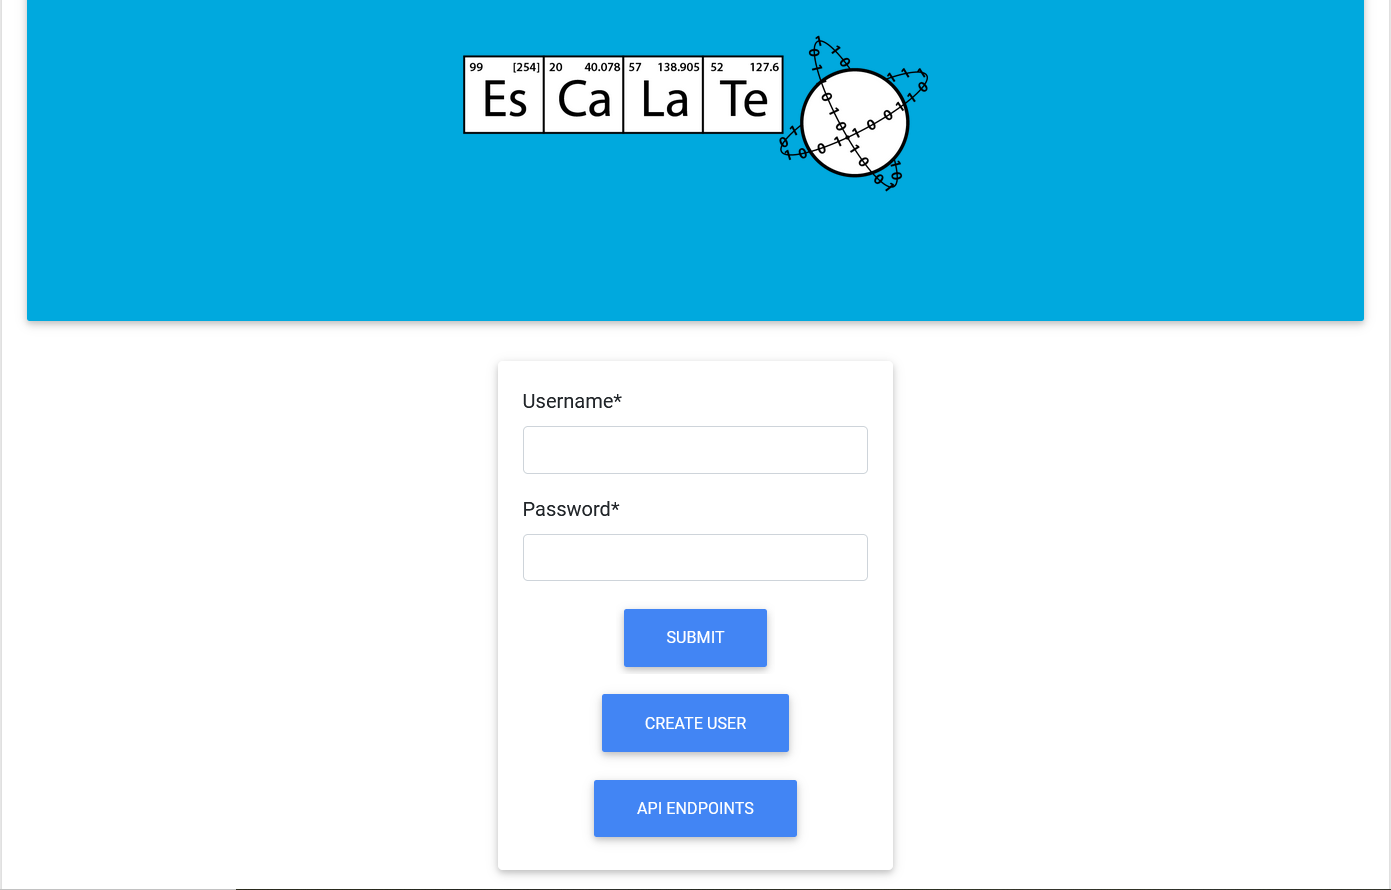 99 [254] 20 40.078 57 138.905 52 127.6
Es Ca La Te
Username*
Password*
SUBMIT
CREATE USER
API ENDPOINTS